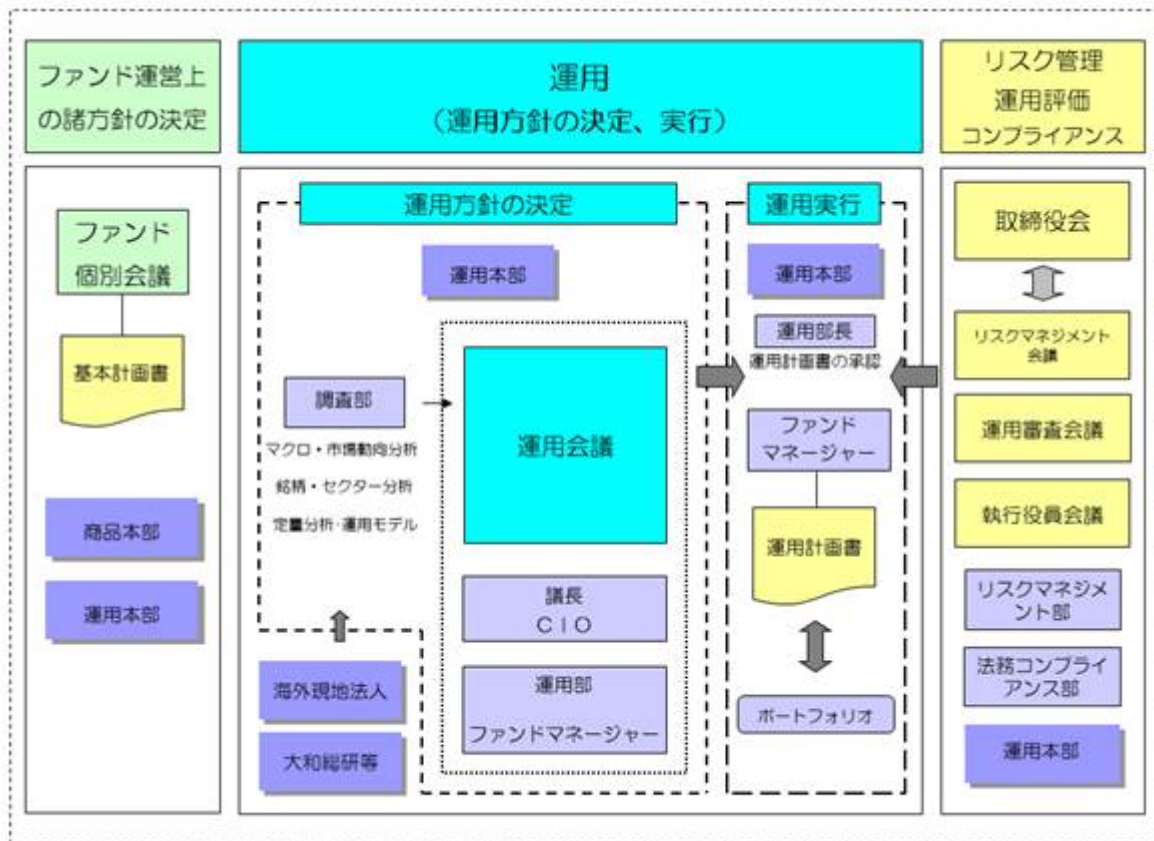 ファンド運営上
の諸方針の決定
運用
（運用方針の決定、実行）
リスク管理
運用評価
コンプライアンス
ファンド
個別会議
基本計画書
商品本部
運用本部
運用方針の決定
運用本部
調査部
マクロ・市場動向分析
銘柄・セクター分析
定量分析・運用モデル
運用会議
議長
ＣＩＯ
運用部
ファンドマネージャー
海外現地法人
大和総研等
運用実行
運用本部
運用部長
運用計画書の承認
ファンド
マネージャー
運用計画書
ポートフォリオ
取締役会
リスクマネジメント
会議
運用審査会議
執行役員会議
リスクマネジメ
ント部
法務コンプライ
アンス部
運用本部